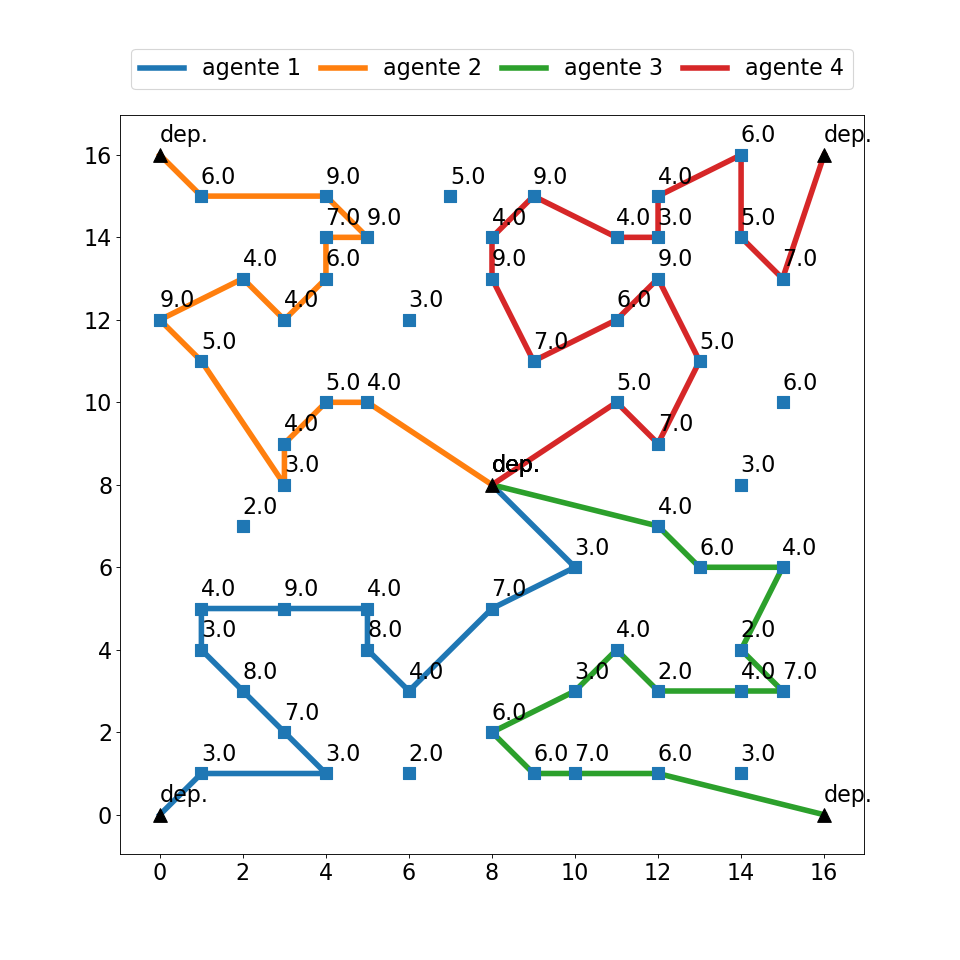 agente 1 agente 2 agente 3 agente 4
dep. 6.0 dep.
6.0 9.0 5.0 9.0 4.0
7.0 9.0 4.0 4.0 3.0 5.0
4.0 6.0 9.0 9.0 7.0
9.0 4.0 3.0 6.0
5.0 7.0 5.0
5.0 4.0 5.0 6.0
4.0 7.0
3.0 dep. dep. 3.0
2.0 4.0
3.0 6.0 4.0
4.0 9.0 4.0 7.0
3.0 8.0 4.0 2.0
8.0 4.0 3.0 2.0 4.0 7.0
7.0 6.0
3.0 3.0 2.0 6.0 7.0 6.0 3.0
dep. dep.
16
14
12
10
8
6
4
2
0
0 2 4 6 8 10 12 14 16